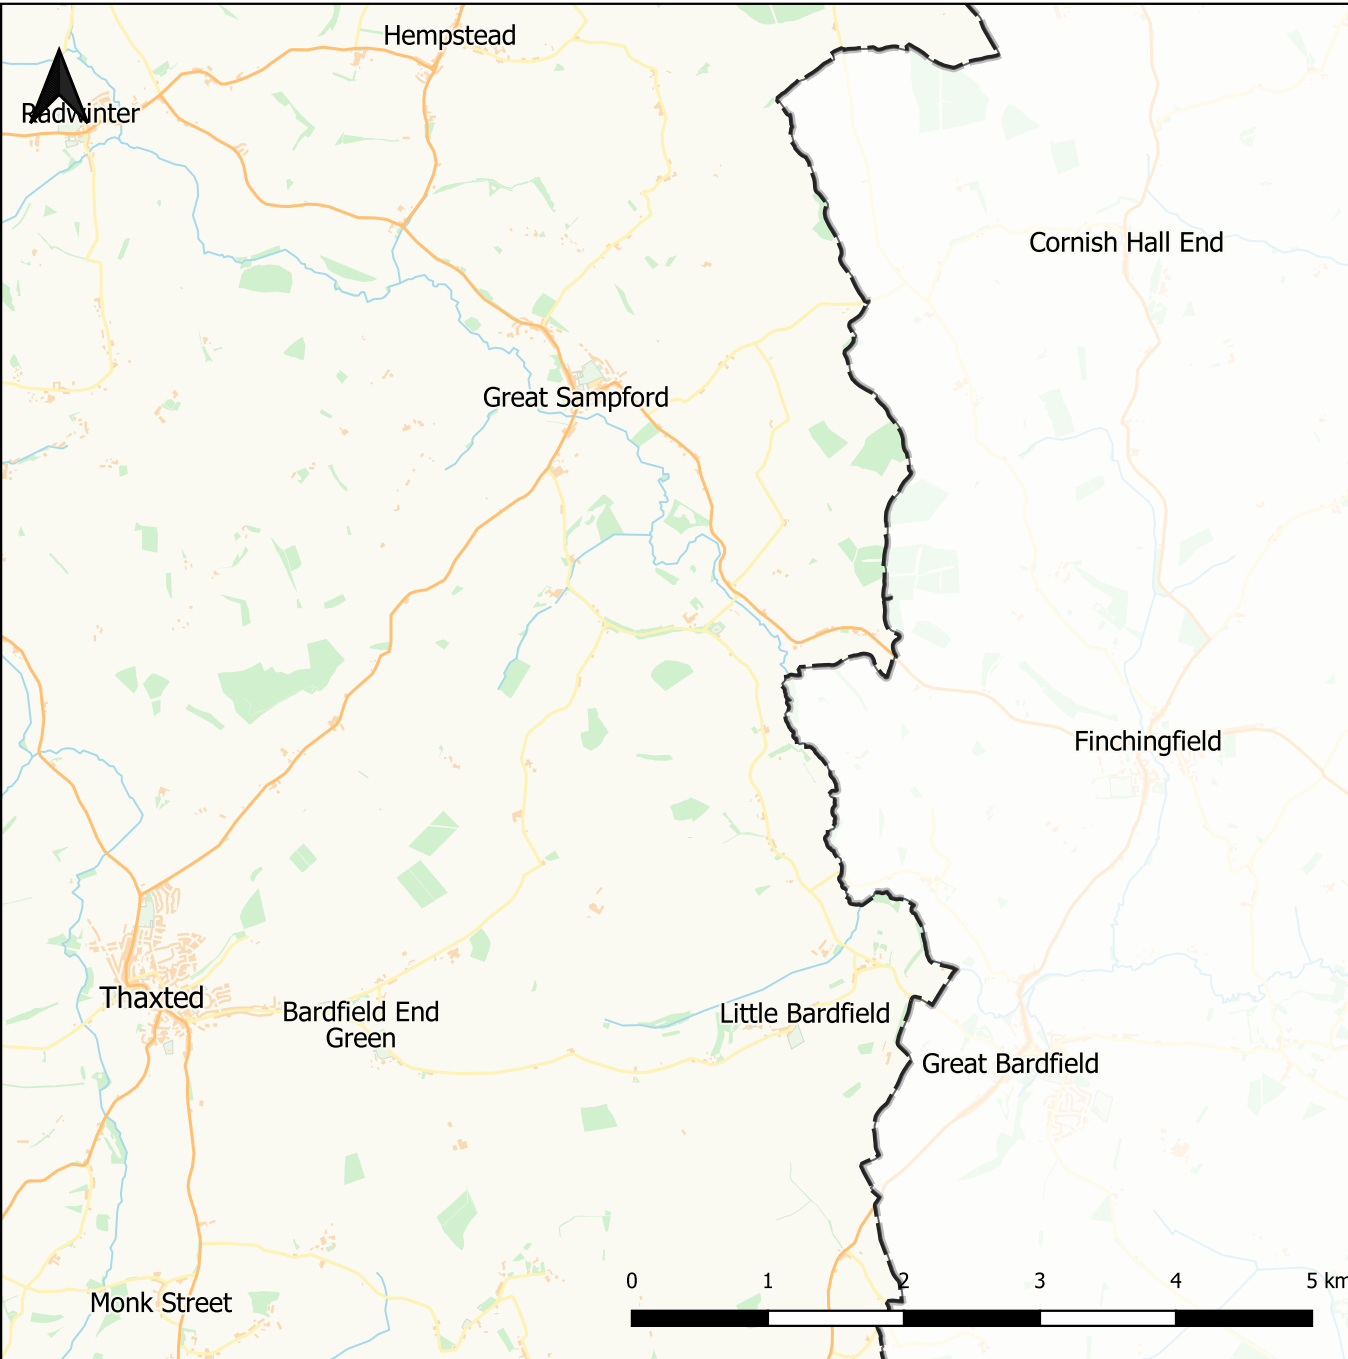 Hempstead
Radwinter
Cornish Hall End
Great Sampford
Finchingfield
Thaxted
Bardfield End
Green
Little Bardfield
Great Bardfield
Monk Street
0 1 2 3 4 5 km